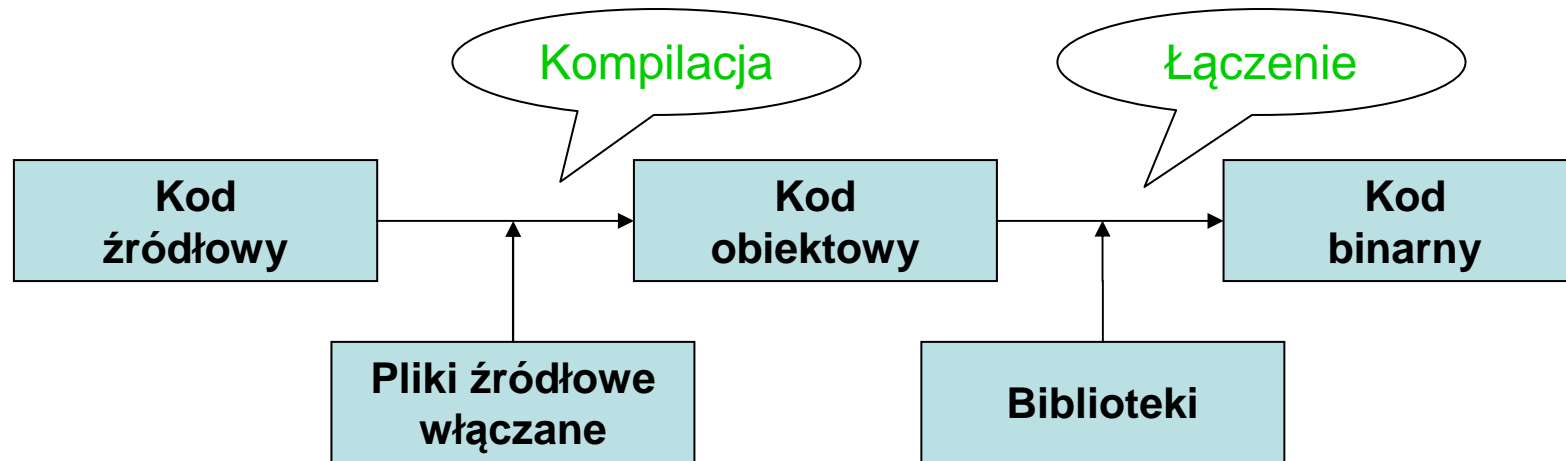 Kompilacja
Łączenie
Kod
źródłowy
Kod
obiektowy
Kod
binarny
Pliki źródłowe
włączane
Biblioteki